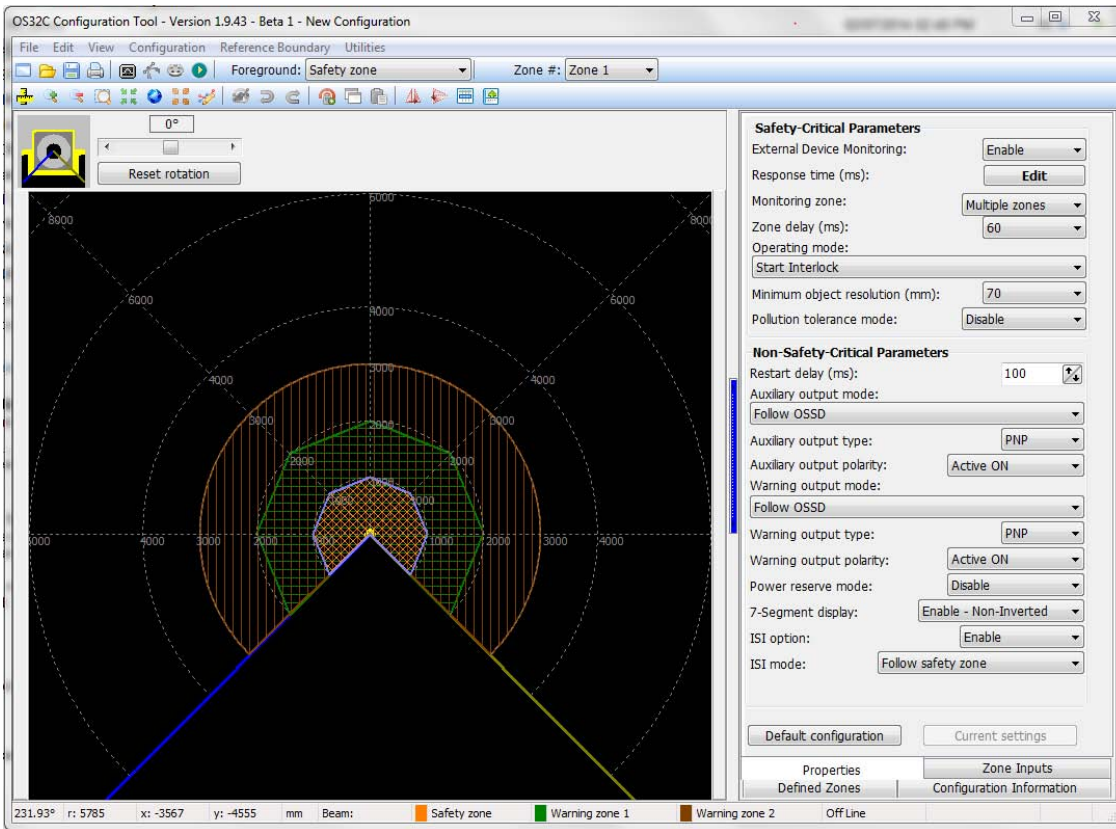 OS32C Configuration Tool - Version 1.9.43 - Beta 1 - New Configuration
File Edit View Configuration Reference Boundary Utilities
Foreground: Safety zone Zone #: Zone 1
0°
Reset rotation
Safety-Critical Parameters
External Device Monitoring: Enable
Response time (ms): Edit
Monitoring zone: Multiple zones
Zone delay (ms): 60
Operating mode:
Start Interlock
Minimum object resolution (mm): 70
Pollution tolerance mode: Disable
Non-Safety-Critical Parameters
Restart delay (ms): 100
Auxiliary output mode:
Follow OSSD
Auxiliary output type: PNP
Auxiliary output polarity: Active ON
Warning output mode:
Follow OSSD
Warning output type: PNP
Warning output polarity: Active ON
Power reserve mode: Disable
7-Segment display: Enable - Non-Inverted
ISI option: Enable
ISI mode: Follow safety zone
Default configuration Current settings
Properties Zone Inputs
Defined Zones Configuration Information
8000 6000 8000
6000 6000
4000
4000 4000
3000
3000 3000
2000
2000 2000
4000 3000 2000 1000 2000 3000 4000
231.93° r: 5785 x: -3567 y: -4555 mm Beam: Safety zone Warning zone 1 Warning zone 2 Off Line